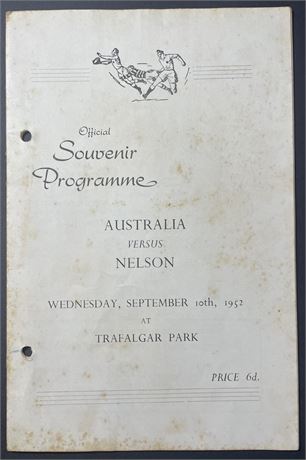 Official
Souvenir
Programme
AUSTRALIA
VERSUS
NELSON
WEDNESDAY, SEPTEMBER 10th, 1952
AT
TRAFALGAR PARK
PRICE 6d.